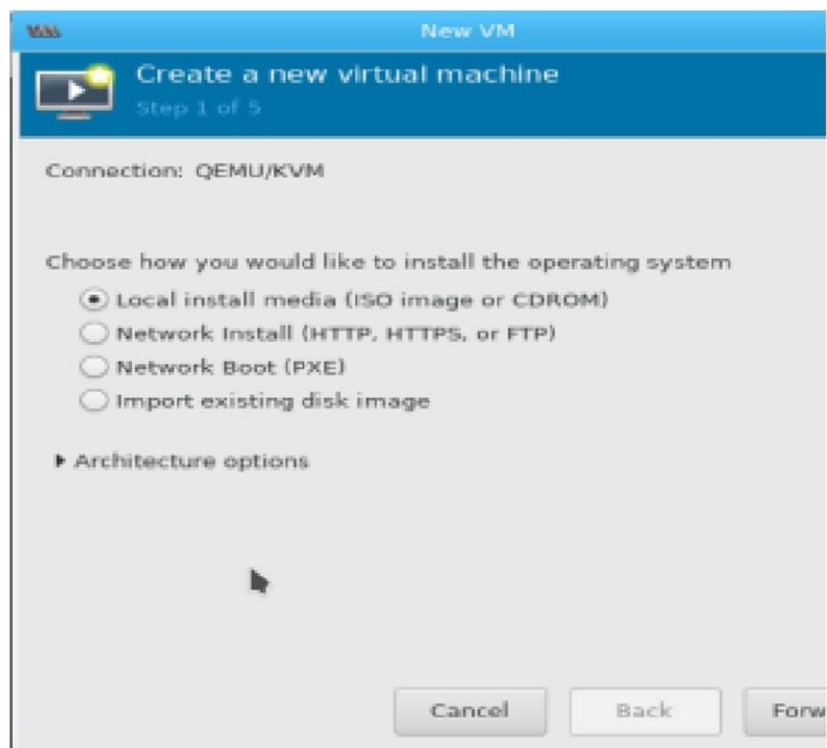 New VM
Create a new virtual machine
Step 1 of 5
Connection: QEMU/KVM
Choose how you would like to install the operating system
Local install media (ISO image or CDROM)
Network Install (HTTP, HTTPS, or FTP)
Network Boot (PXE)
Import existing disk image
Architecture options
Cancel Back Forw